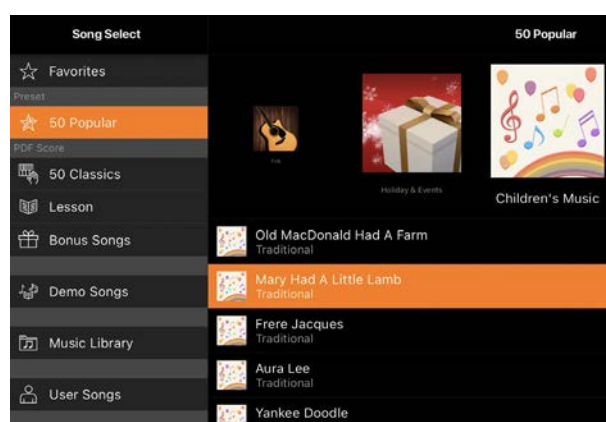 Song Select
50 Popular
Favorites
Preset
50 Popular
PDF Score
50 Classics
Lesson
Bonus Songs
Demo Songs
Music Library
User Songs
Folk
Holiday & Events
Children's Music
Old MacDonald Had A Farm
Traditional
Mary Had A Little Lamb
Traditional
Frere Jacques
Traditional
Aura Lee
Traditional
Yankee Doodle